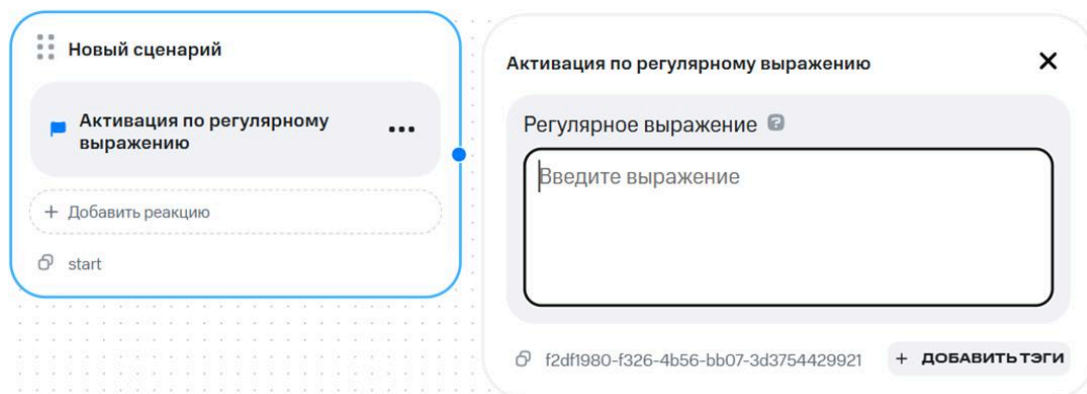 Новый сценарий
Активация по регулярному
выражению
+ Добавить реакцию
start
Активация по регулярному выражению
Регулярное выражение
Введите выражение
f2df1980-f326-4b56-bb07-3d3754429921
+ ДОБАВИТЬ ТЭГИ